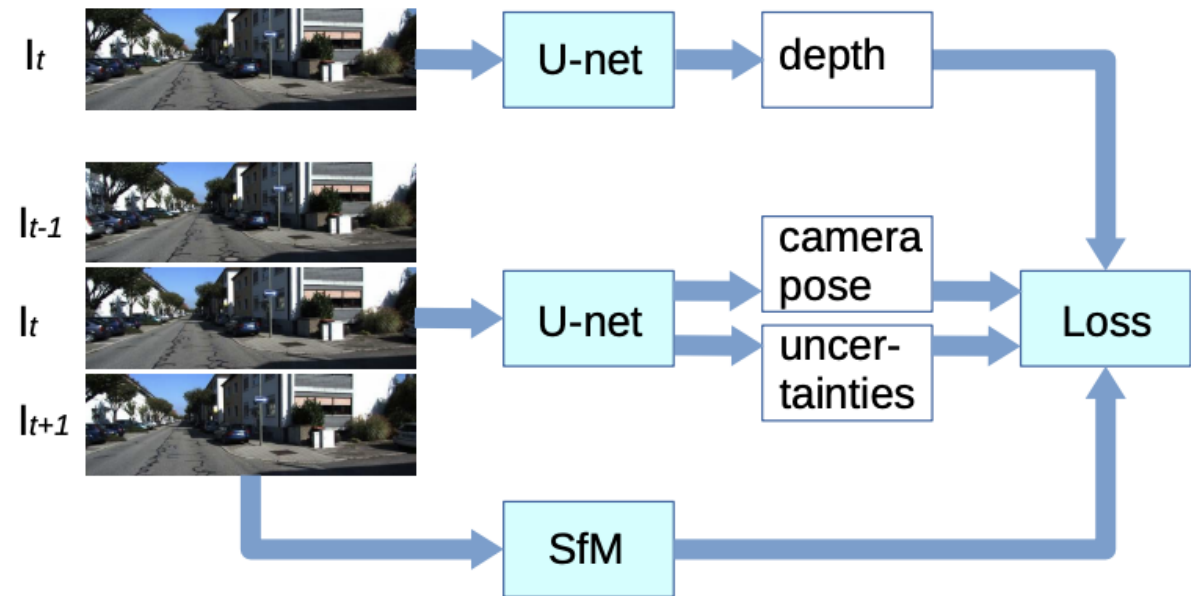 It
U-net
depth
It-1
It
It+1
U-net
camera
pose
uncer-
tainties
Loss
SfM